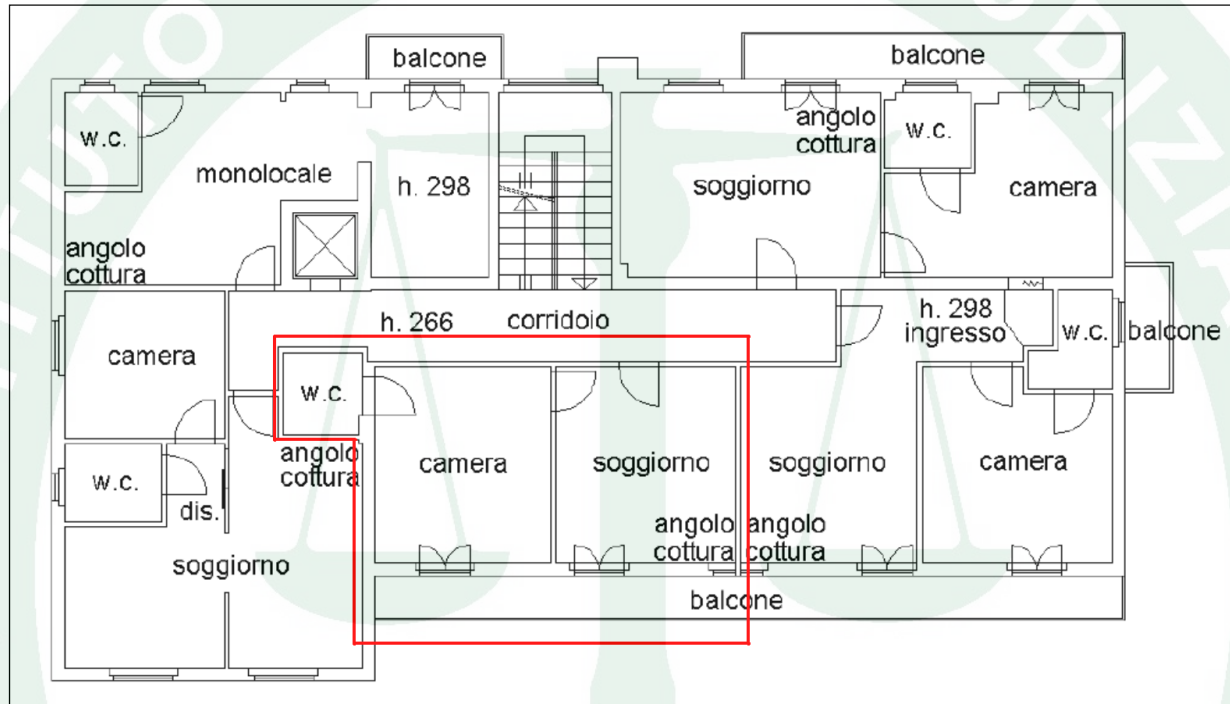 balcone
balcone
w.c.
monolocale
h. 298
angolo
cottura
soggiorno
w.c.
camera
angolo
cottura
h. 266
corridoio
h. 298
ingresso
w.c.
balcone
camera
w.c.
w.c.
dis.
angolo
cottura
camera
soggiorno
soggiorno
camera
angolo
cottura
angolo
cottura
soggiorno
balcone